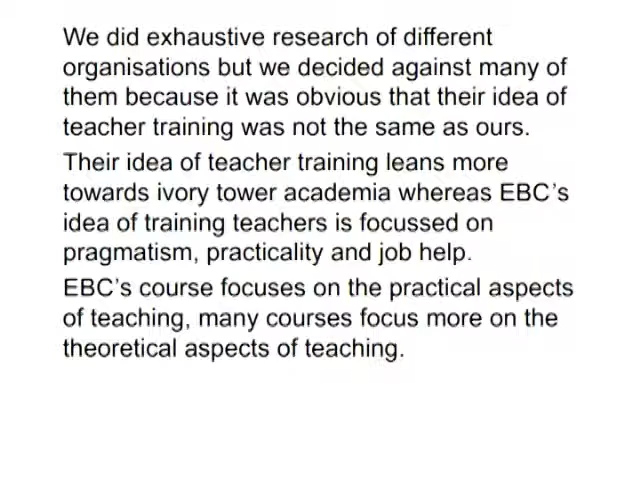 We did exhaustive research of different
organisations but we decided against many of
them because it was obvious that their idea of
teacher training was not the same as ours.
Their idea of teacher training leans more
towards ivory tower academia whereas EBC’s
idea of training teachers is focussed on
pragmatism, practicality and job help.
EBC’s course focuses on the practical aspects
of teaching, many courses focus more on the
theoretical aspects of teaching.